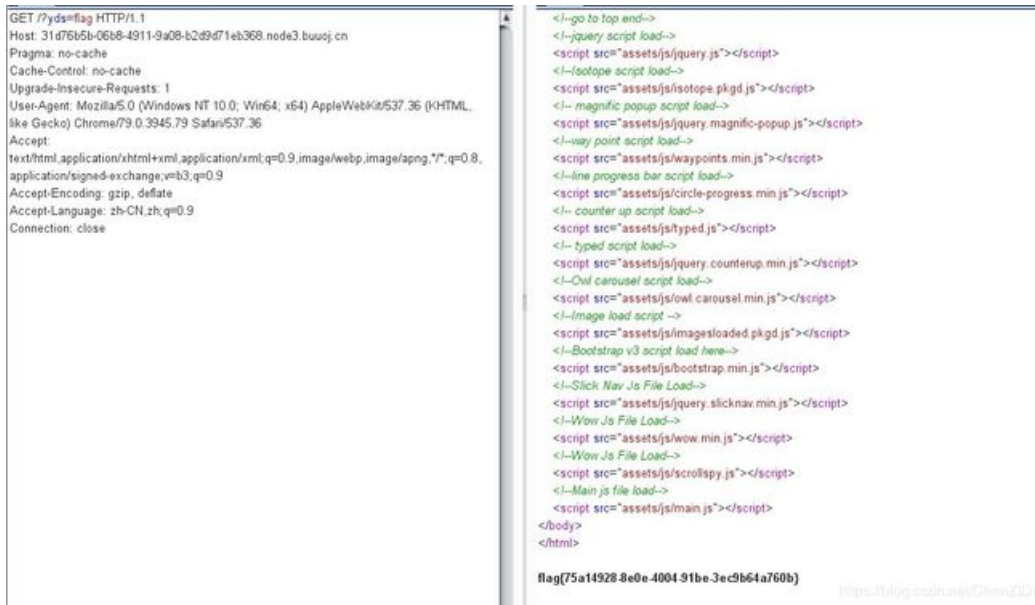 GET /?yds=flag HTTP/1.1
Host: 31d76b5b-06b8-4911-9a08-b2d9d71eb368.node3.buuoj.cn
Pragma: no-cache
Cache-Control: no-cache
Upgrade-Insecure-Requests: 1
User-Agent: Mozilla/5.0 (Windows NT 10.0; Win64; x64) AppleWebKit/537.36 (KHTML,
like Gecko) Chrome/79.0.3945.79 Safari/537.36
Accept:
text/html,application/xhtml+xml,application/xml;q=0.9,image/webp,image/apng,*/*;q=0.8,
application/signed-exchange;v=b3;q=0.9
Accept-Encoding: gzip, deflate
Accept-Language: zh-CN,zh;q=0.9
Connection: close
<!--go to top end-->
<!--jquery script load-->
<script src="assets/js/jquery.js"></script>
<!--Isotope script load-->
<script src="assets/js/isotope.pkgd.js"></script>
<!-- magnific popup script load-->
<script src="assets/js/jquery.magnific-popup.js"></script>
<!--way point script load-->
<script src="assets/js/waypoints.min.js"></script>
<!--line progress bar script load-->
<script src="assets/js/circle-progress.min.js"></script>
<!-- counter up script load-->
<script src="assets/js/typed.js"></script>
<!-- typed script load-->
<script src="assets/js/jquery.counterup.min.js"></script>
<!--Owl carousel script load-->
<script src="assets/js/owl.carousel.min.js"></script>
<!--Image load script -->
<script src="assets/js/imagesloaded.pkgd.js"></script>
<!--Bootstrap v3 script load here-->
<script src="assets/js/bootstrap.min.js"></script>
<!--Slick Nav Js File Load-->
<script src="assets/js/jquery.slicknav.min.js"></script>
<!--Wow Js File Load-->
<script src="assets/js/wow.min.js"></script>
<!--Wow Js File Load-->
<script src="assets/js/scrollspy.js"></script>
<!--Main js file load-->
<script src="assets/js/main.js"></script>
</body>
</html>
flag{75a14928-8e0e-4004-91be-3ec9b64a760b}